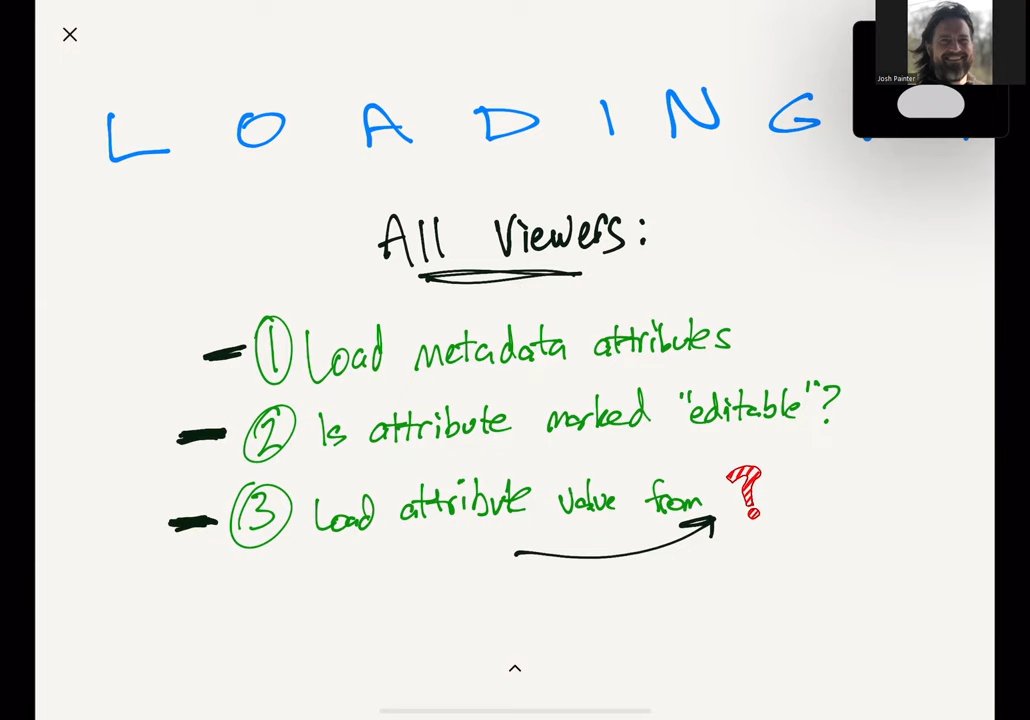 Josh Painter
LOADING
All Viewers:
① Load metadata attributes
② Is attribute marked "editable"?
③ Load attribute value from ?